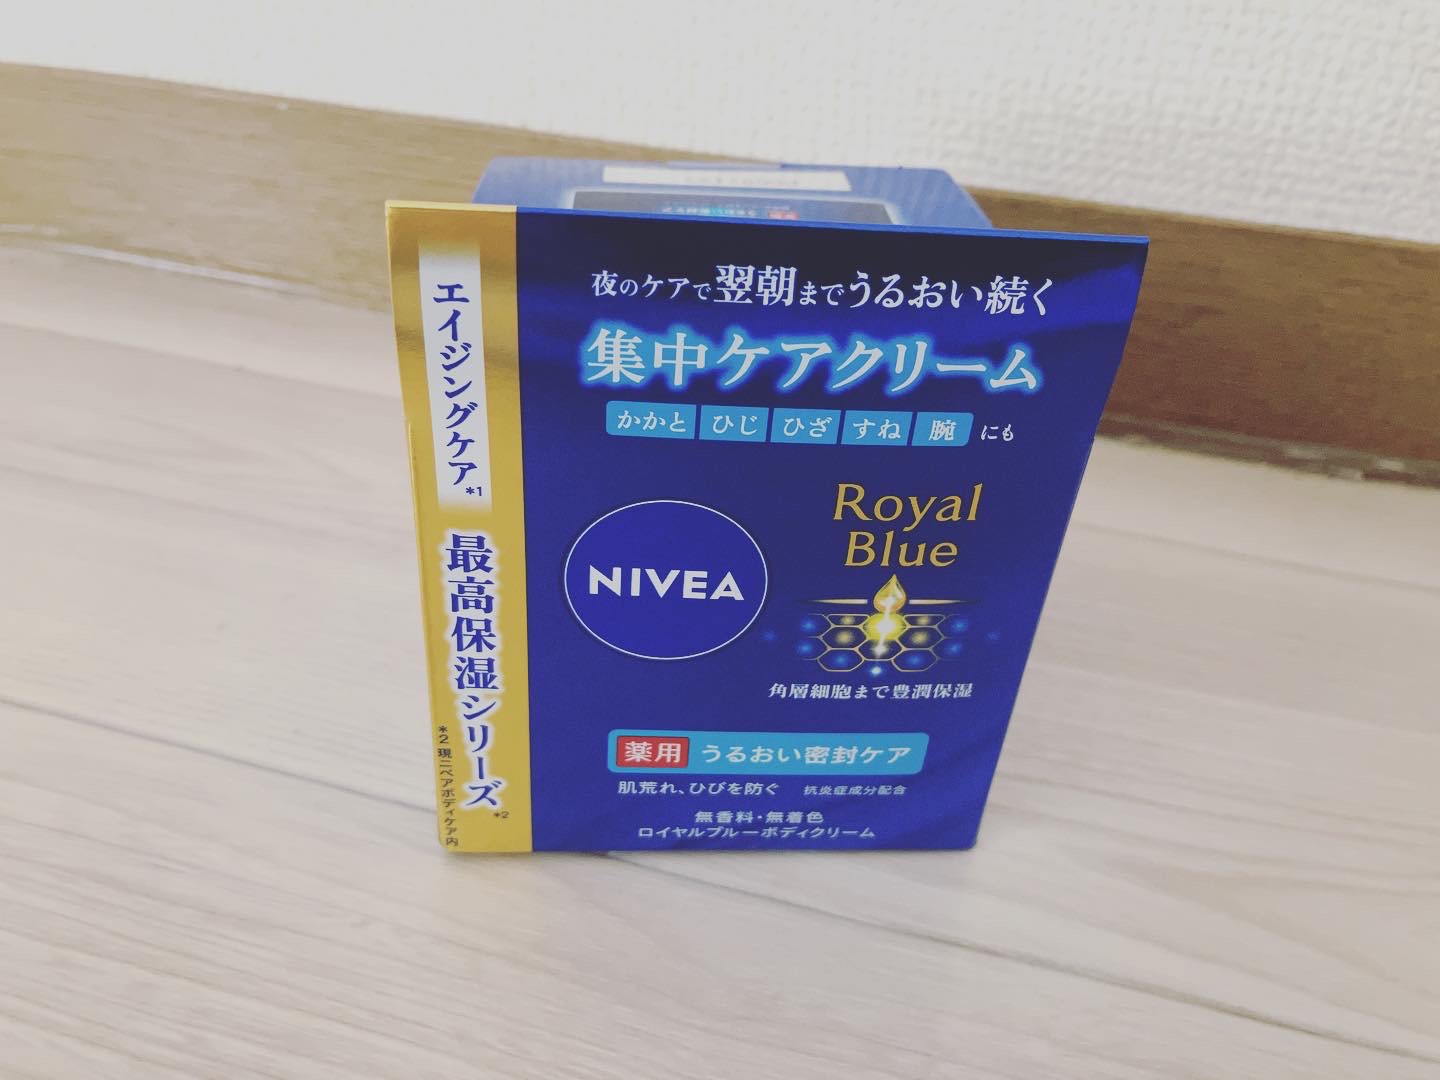 エイジングケア*1
最高保湿シリーズ*2
*2 現ニベアボディケア内
夜のケアで翌朝までうるおい続く
集中ケアクリーム
かかと ひじ ひざ すね 腕 にも
NIVEA
Royal
Blue
角層細胞まで豊潤保湿
薬用 うるおい密封ケア
肌荒れ、ひびを防ぐ 抗炎症成分配合
無香料・無着色
ロイヤルブルーボディクリーム